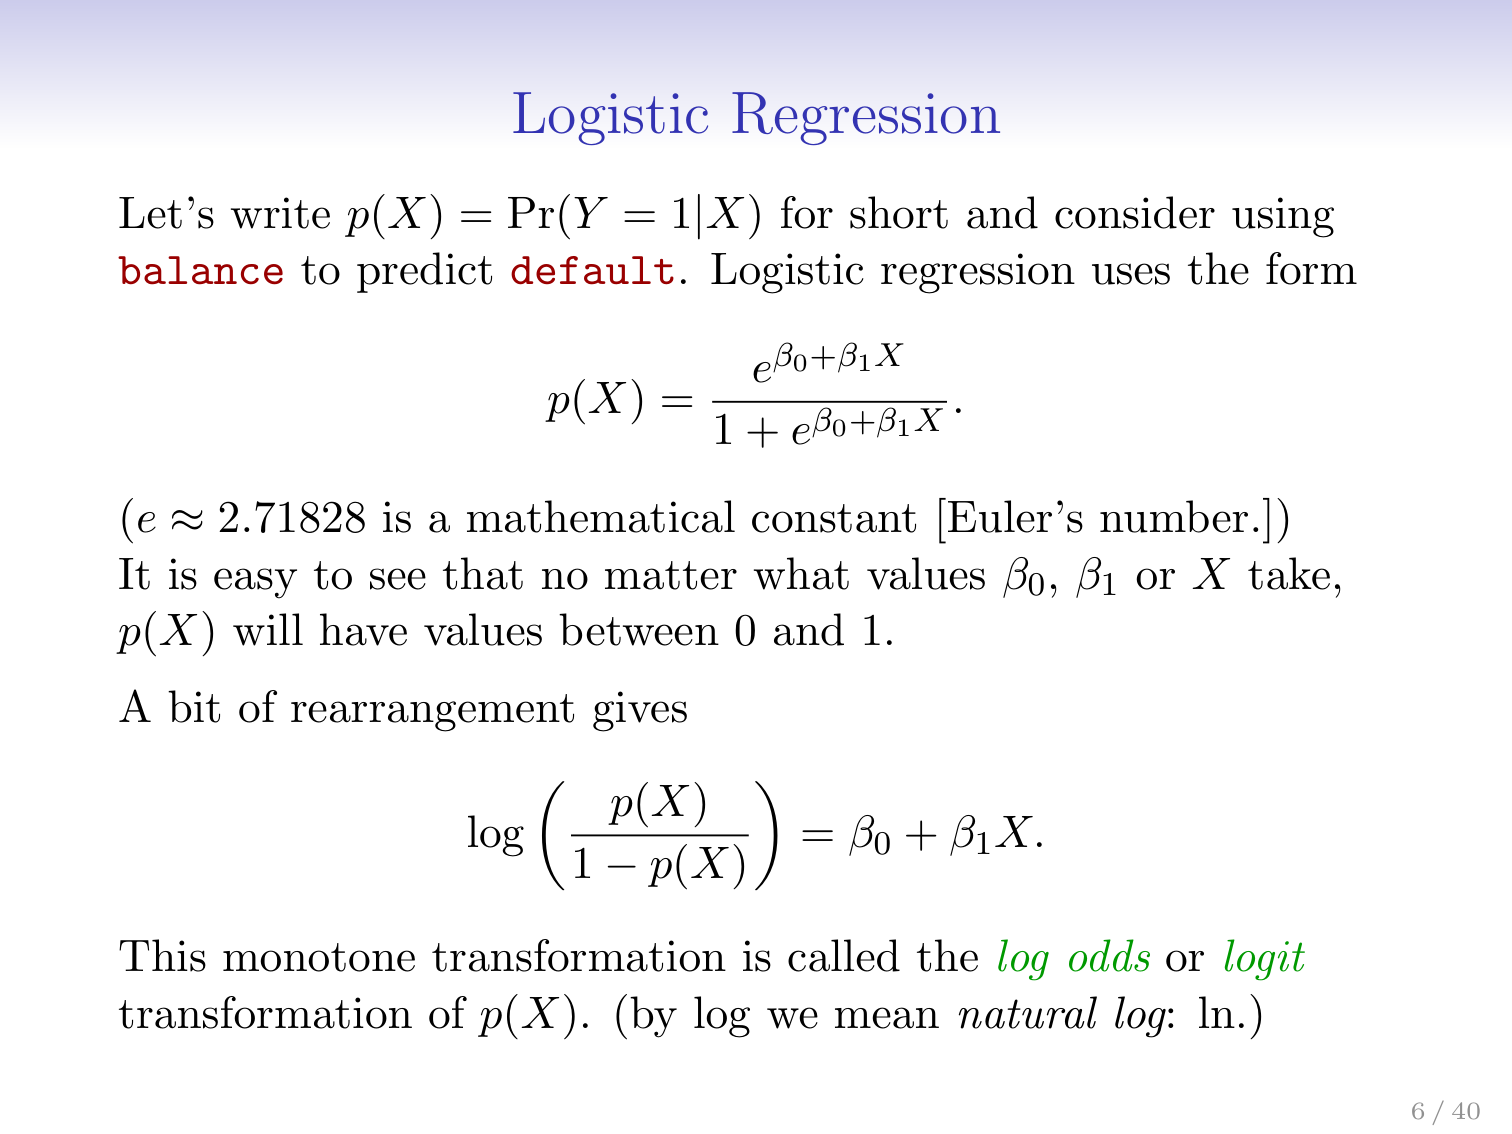 Logistic Regression
Let's write p(X) = Pr(Y = 1|X) for short and consider using
balance to predict default. Logistic regression uses the form
p(X) = e^{β₀+β₁X} / (1 + e^{β₀+β₁X}).
(e ≈ 2.71828 is a mathematical constant [Euler's number.])
It is easy to see that no matter what values β₀, β₁ or X take,
p(X) will have values between 0 and 1.
A bit of rearrangement gives
log (p(X) / (1 − p(X))) = β₀ + β₁X.
This monotone transformation is called the log odds or logit
transformation of p(X). (by log we mean natural log: ln.)
6 / 40